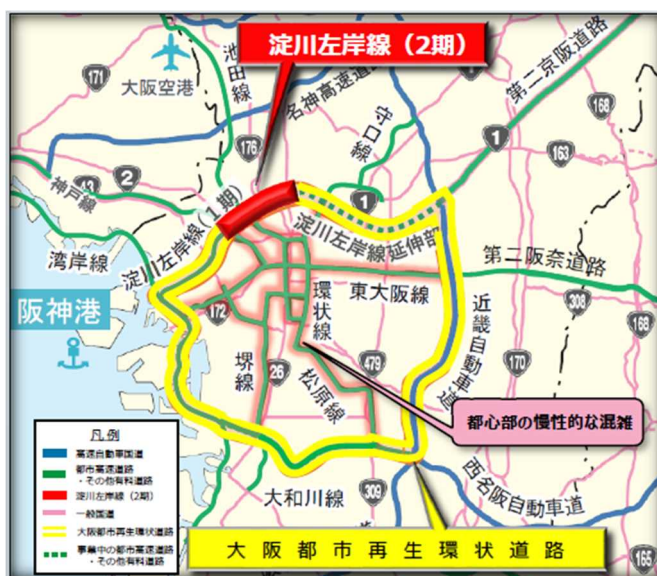 淀川左岸線（2期）
171
大阪空港
池田線
名神高速道路
守口線
第二京阪道路
168
176
1
163
神戸線
43
2
淀川左岸線（1期）
1
淀川左岸線延伸部
湾岸線
第二阪奈道路
阪神港
172
環状線
東大阪線
近畿自動車道
308
168
堺線
26
松原線
479
170
都心部の慢性的な混雑
凡例
高速自動車国道
都市高速道路
・その他有料道路
淀川左岸線（2期）
一般国道
大阪都市再生環状道路
事業中の都市高速道路
・その他有料道路
大和川線
309
西名阪自動車道
大阪都市再生環状道路
165